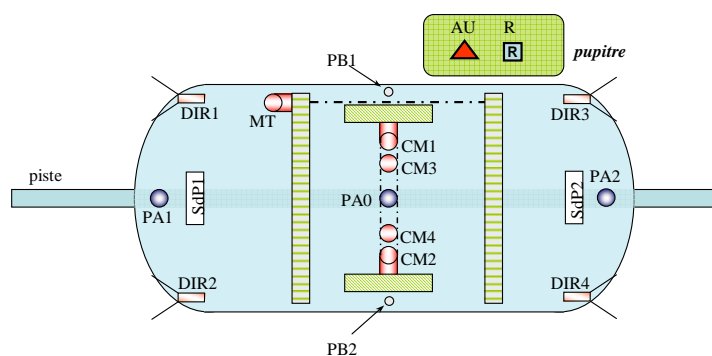 AU R
R
pupitre
PB1
DIR1
MT
DIR3
CM1
CM3
piste
SdP1
PA1
PA0
SdP2
PA2
CM4
CM2
DIR2
DIR4
PB2